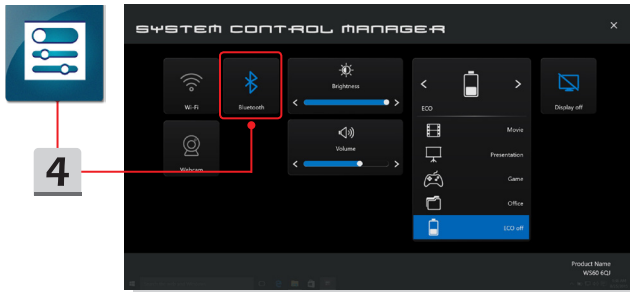 SYSTEM CONTROL MANAGER
Wi-Fi
Bluetooth
Brightness
ECO
Display off
Webcam
Volume
Movie
Presentation
Game
Office
ECO off
4
Product Name
WS60 6QJ